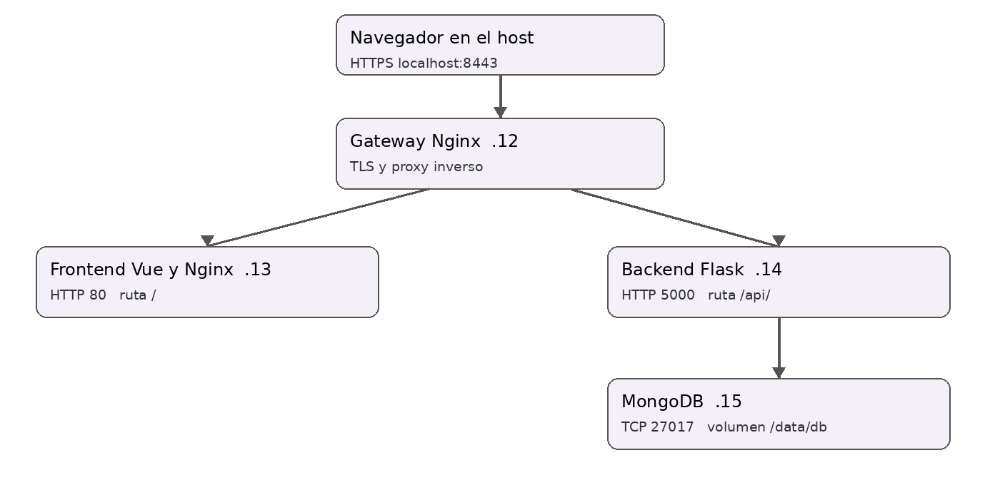 Navegador en el host
HTTPS localhost:8443
Gateway Nginx  .12
TLS y proxy inverso
Frontend Vue y Nginx  .13
HTTP 80   ruta /
Backend Flask  .14
HTTP 5000   ruta /api/
MongoDB  .15
TCP 27017   volumen /data/db